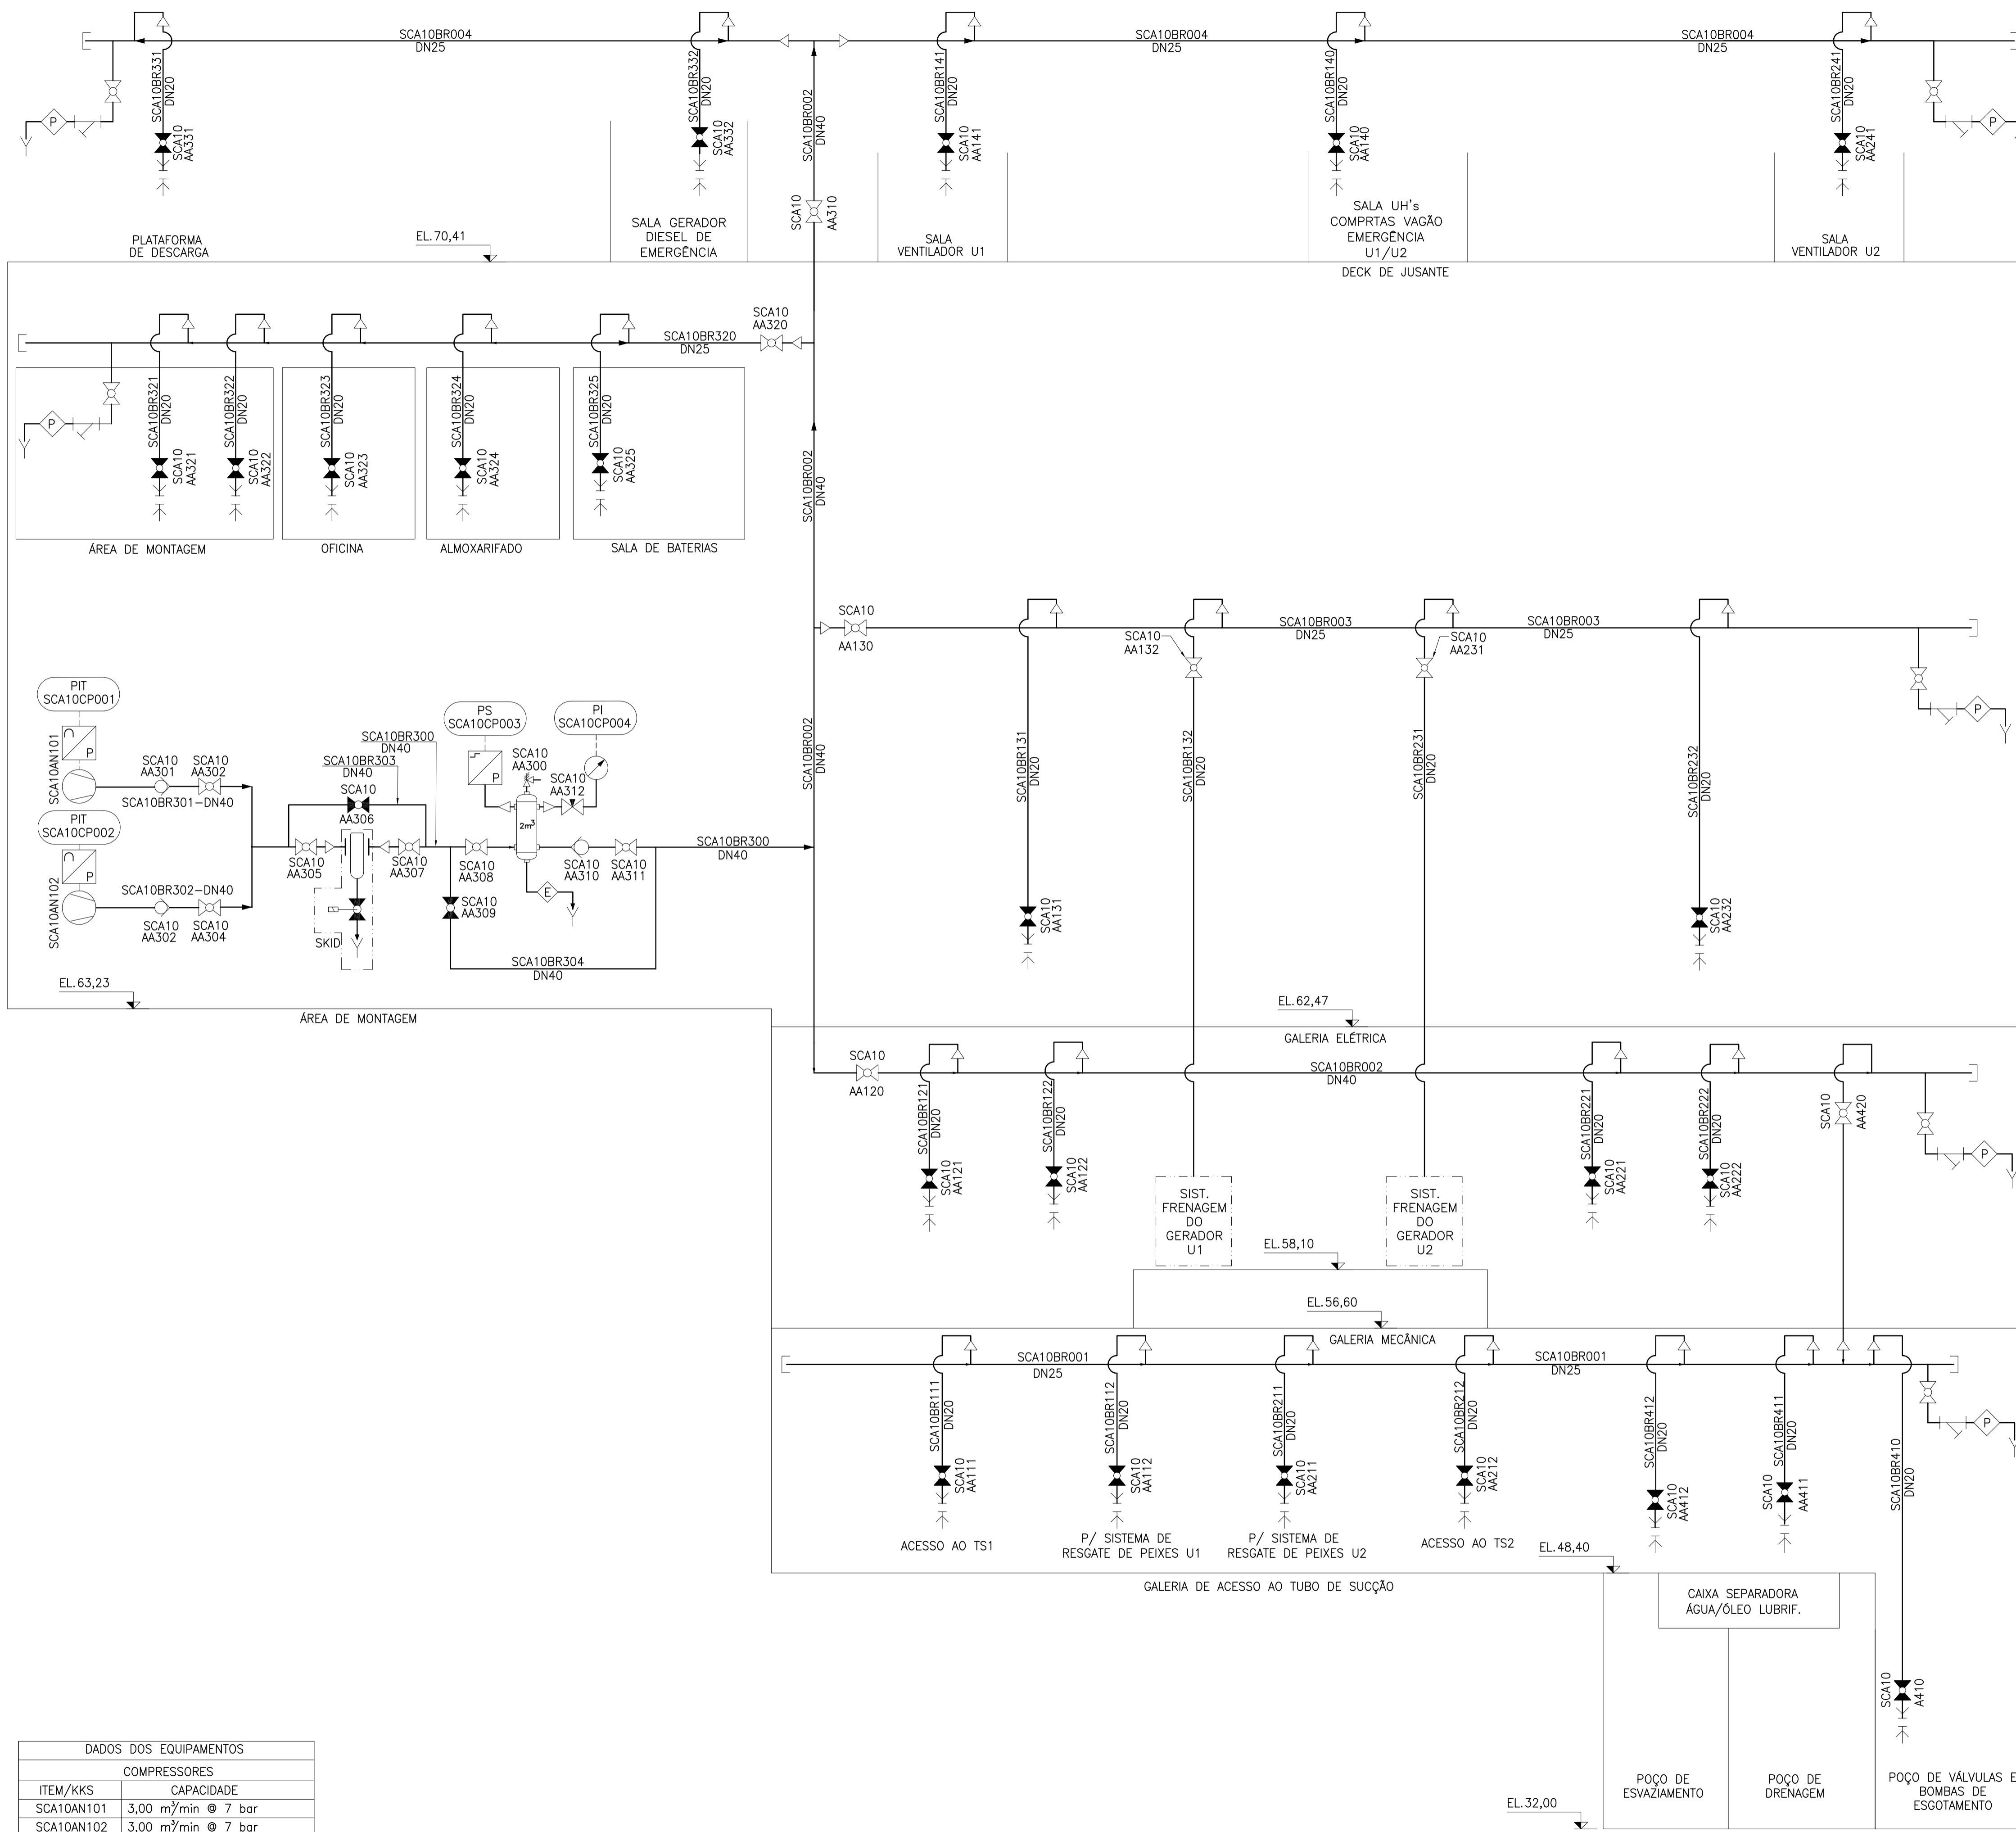 SCA10BR004
DN25
SCA10BR004
DN25
SCA10BR004
DN25
SCA10BR331
DN20
SCA10
AA331
P
SCA10BR332
DN20
SCA10
AA332
SCA10BR002
DN40
SCA10
AA310
SCA10BR141
DN20
SCA10
AA141
SCA10BR140
DN20
SCA10
AA140
SCA10BR241
DN20
SCA10
AA241
P
PLATAFORMA
DE DESCARGA
EL.70,41
SALA GERADOR
DIESEL DE
EMERGÊNCIA
SALA
VENTILADOR U1
SALA UH's
COMPRTAS VAGÃO
EMERGÊNCIA
U1/U2
SALA
VENTILADOR U2
DECK DE JUSANTE
SCA10
AA320
SCA10BR320
DN25
P
SCA10BR321
DN20
SCA10
AA321
SCA10BR322
DN20
SCA10
AA322
SCA10BR323
DN20
SCA10
AA323
SCA10BR324
DN20
SCA10
AA324
SCA10BR325
DN20
SCA10
AA325
SCA10BR002
DN40
ÁREA DE MONTAGEM
OFICINA
ALMOXARIFADO
SALA DE BATERIAS
SCA10
AA130
SCA10BR003
DN25
SCA10BR003
DN25
SCA10
AA132
SCA10
AA231
P
SCA10BR002
DN40
SCA10BR131
DN20
SCA10
AA131
SCA10BR132
DN20
SCA10BR231
DN20
SCA10BR232
DN20
SCA10
AA232
PIT
SCA10CP001
P
SCA10AN101
SCA10
AA301
SCA10
AA302
SCA10BR301-DN40
PIT
SCA10CP002
P
SCA10AN102
SCA10BR302-DN40
SCA10
AA302
SCA10
AA304
SCA10BR300
DN40
SCA10BR303
DN40
SCA10
AA306
SCA10
AA305
SCA10
AA307
SKID
PS
SCA10CP003
P
SCA10
AA300
PI
SCA10CP004
SCA10
AA312
2m³
SCA10
AA308
SCA10
AA309
E
SCA10
AA310
SCA10
AA311
SCA10BR300
DN40
SCA10BR304
DN40
EL.63,23
ÁREA DE MONTAGEM
EL.62,47
GALERIA ELÉTRICA
SCA10
AA120
SCA10BR002
DN40
SCA10BR121
DN20
SCA10
AA121
SCA10BR122
DN20
SCA10
AA122
SCA10BR221
DN20
SCA10
AA221
SCA10BR222
DN20
SCA10
AA222
SCA10
AA420
P
SIST.
FRENAGEM
DO
GERADOR
U1
SIST.
FRENAGEM
DO
GERADOR
U2
EL.58,10
EL.56,60
GALERIA MECÂNICA
SCA10BR001
DN25
SCA10BR001
DN25
SCA10BR111
DN20
SCA10
AA111
SCA10BR112
DN20
SCA10
AA112
SCA10BR211
DN20
SCA10
AA211
SCA10BR212
DN20
SCA10
AA212
SCA10BR412
DN20
SCA10
AA412
SCA10BR411
DN20
SCA10
AA411
SCA10BR410
DN20
P
ACESSO AO TS1
P/ SISTEMA DE
RESGATE DE PEIXES U1
P/ SISTEMA DE
RESGATE DE PEIXES U2
ACESSO AO TS2
EL.48,40
GALERIA DE ACESSO AO TUBO DE SUCÇÃO
CAIXA SEPARADORA
ÁGUA/ÓLEO LUBRIF.
SCA10
A410
POÇO DE
ESVAZIAMENTO
POÇO DE
DRENAGEM
POÇO DE VÁLVULAS E
BOMBAS DE
ESGOTAMENTO
EL.32,00
DADOS DOS EQUIPAMENTOS
COMPRESSORES
ITEM/KKS CAPACIDADE
SCA10AN101 3,00 m³/min @ 7 bar
SCA10AN102 3,00 m³/min @ 7 bar